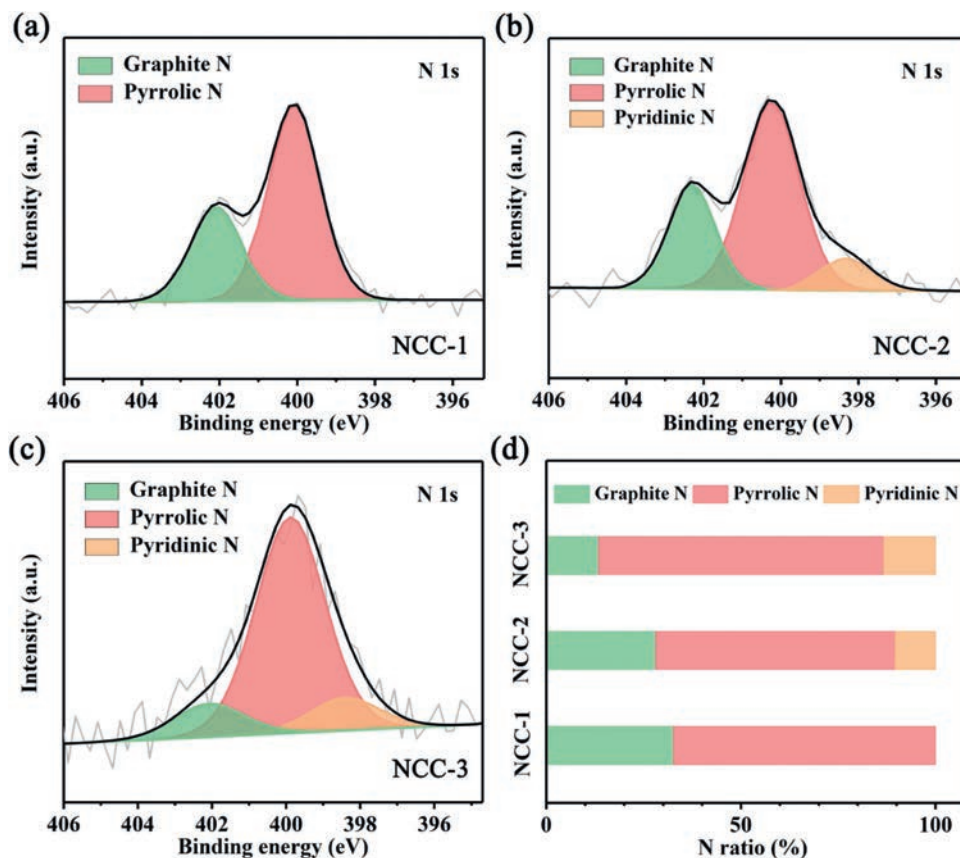 (a)
Graphite N
Pyrrolic N
N 1s
Intensity (a.u.)
NCC-1
406 404 402 400 398 396
Binding energy (eV)
(b)
Graphite N
Pyrrolic N
Pyridinic N
N 1s
Intensity (a.u.)
NCC-2
406 404 402 400 398 396
Binding energy (eV)
(c)
Graphite N
Pyrrolic N
Pyridinic N
N 1s
Intensity (a.u.)
NCC-3
406 404 402 400 398 396
Binding energy (eV)
(d)
Graphite N Pyrrolic N Pyridinic N
NCC-3
NCC-2
NCC-1
0 50 100
N ratio (%)